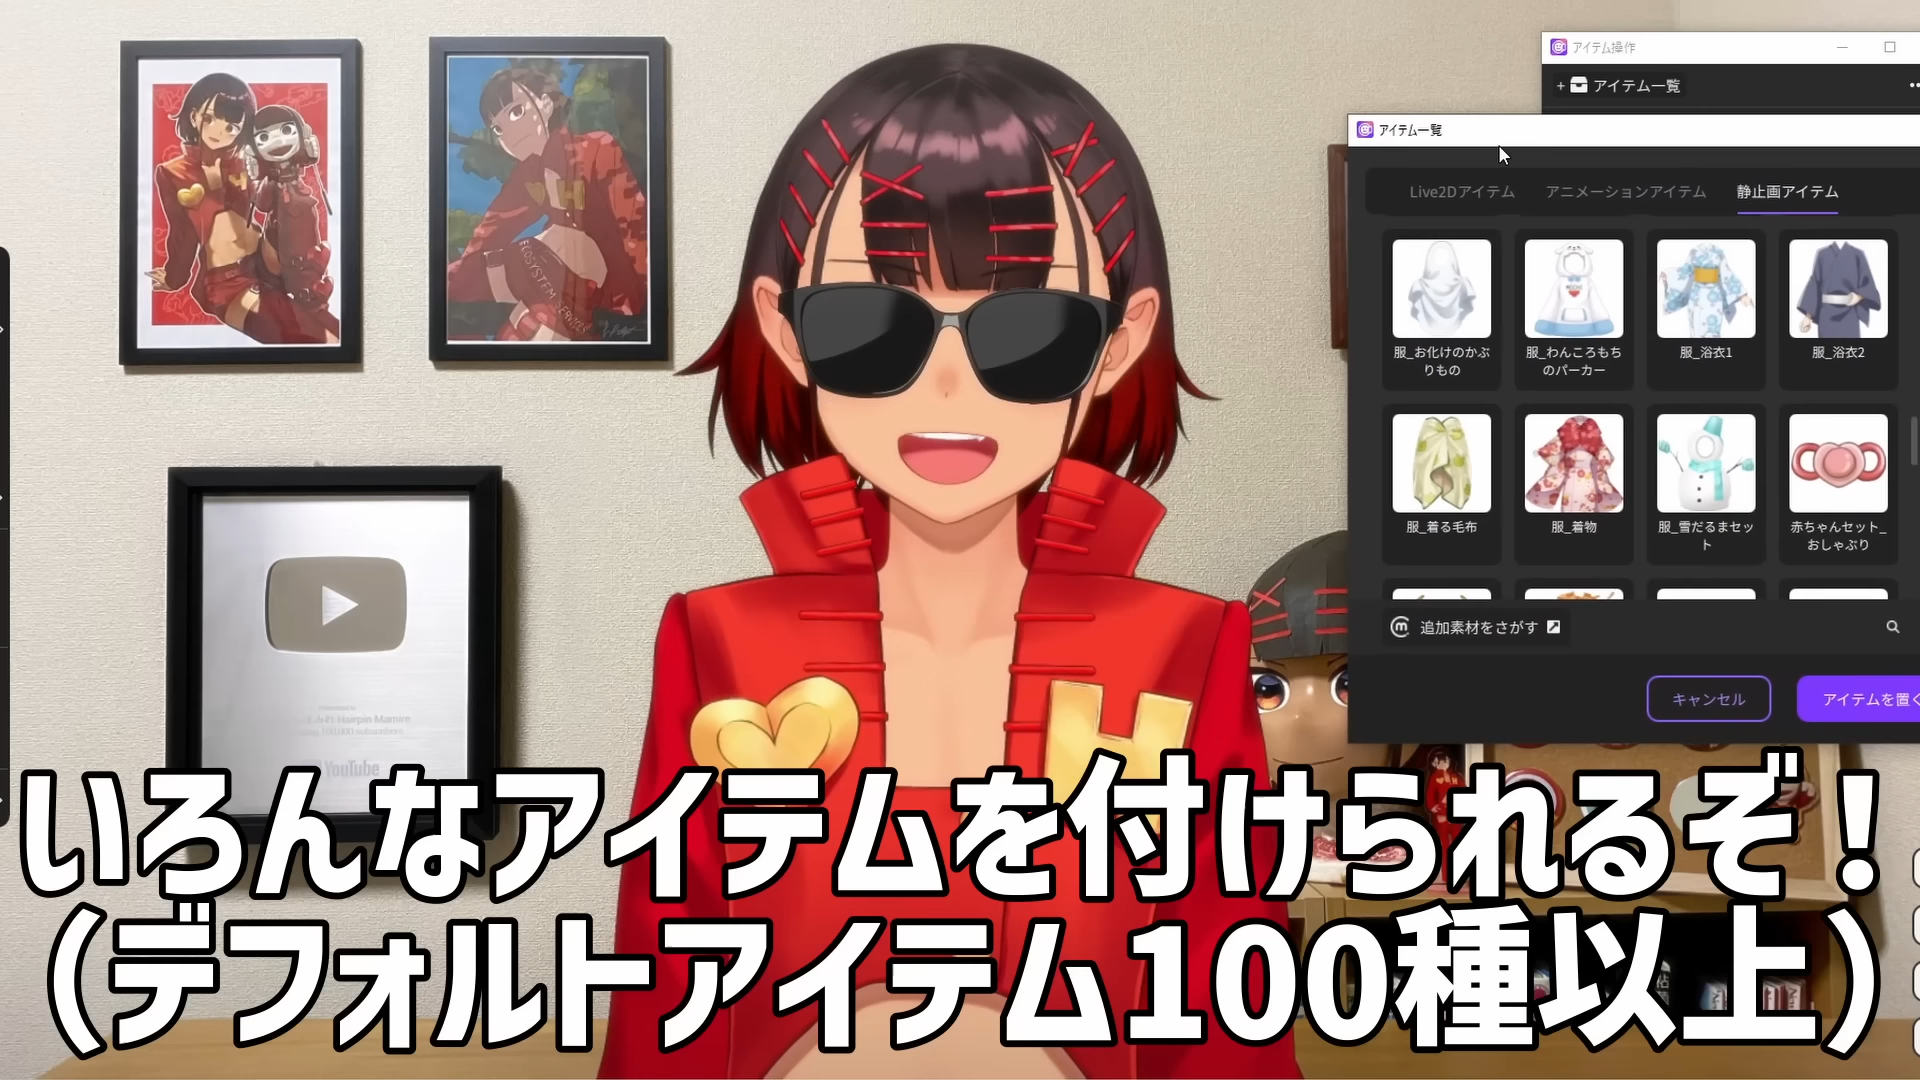 アイテム操作
+ アイテム一覧
アイテム一覧
Live2Dアイテム アニメーションアイテム 静止画アイテム
服_お化けのかぶりもの
服_わんころもちのパーカー
服_浴衣1
服_浴衣2
服_着る毛布
服_着物
服_雪だるまセット
赤ちゃんセット_おしゃぶり
追加素材をさがす
キャンセル
アイテムを置く
ECOSYSTEM SERVICES
Hairpin Mamire
100,000 subscribers
YouTube
いろんなアイテムを付けられるぞ！
（デフォルトアイテム100種以上）